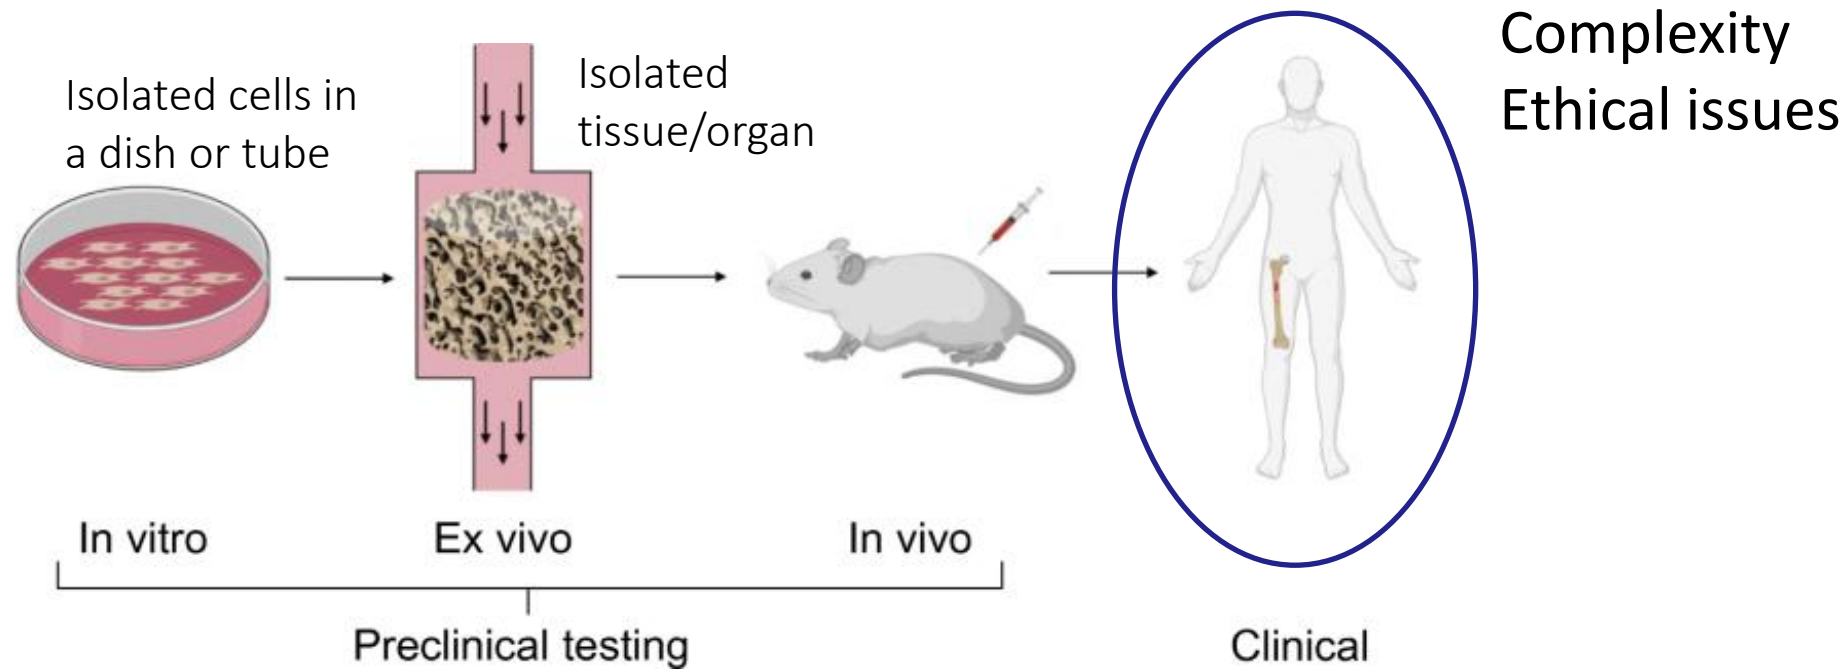 Isolated cells in
a dish or tube
Isolated
tissue/organ
Complexity
Ethical issues
In vitro
Ex vivo
In vivo
Preclinical testing
Clinical